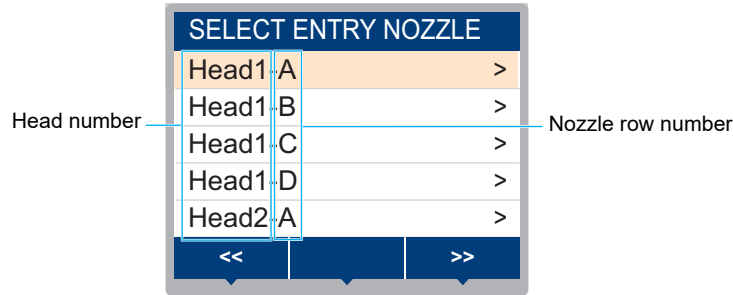 SELECT ENTRY NOZZLE
Head1-A >
Head1-B >
Head number
Nozzle row number
Head1-C >
Head1-D >
Head2-A >
<< >>